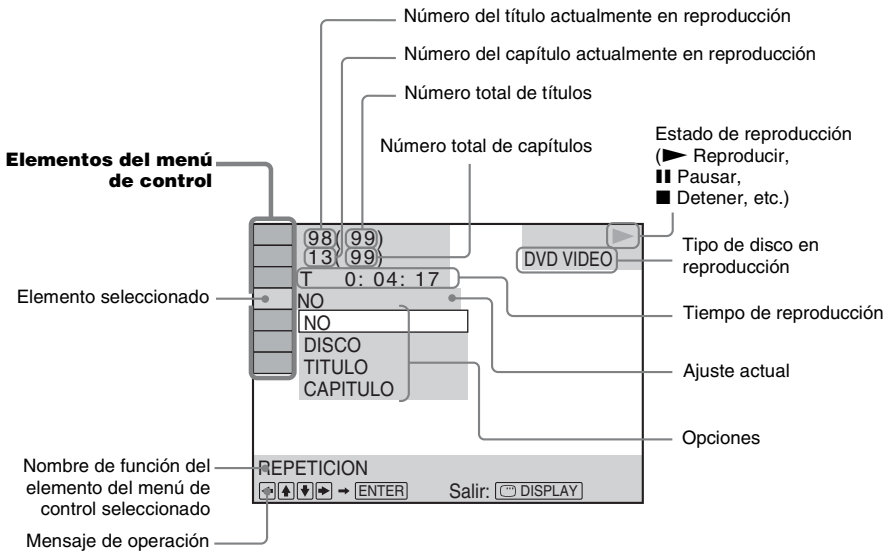 Número del título actualmente en reproducción
Número del capítulo actualmente en reproducción
Número total de títulos
Número total de capítulos
Estado de reproducción
(► Reproducir,
❚❚ Pausar,
■ Detener, etc.)
Elementos del menú
de control
98( 99)
13( 99)
T 0: 04: 17
NO
NO
DISCO
TITULO
CAPITULO
DVD VIDEO
Tipo de disco en
reproducción
Elemento seleccionado
Tiempo de reproducción
Ajuste actual
Opciones
Nombre de función del
elemento del menú de
control seleccionado
REPETICION
← ↑ ↓ → → ENTER Salir: DISPLAY
Mensaje de operación